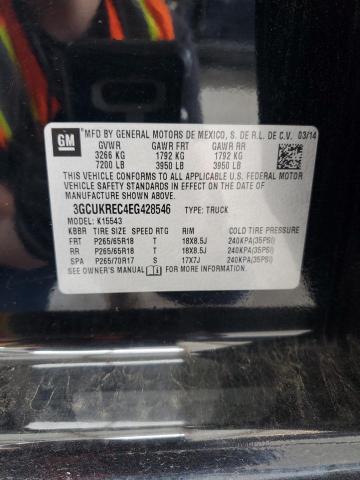 GM
MFD BY GENERAL MOTORS DE MEXICO, S. DE R.L. DE C.V. 03/14
GVWR GAWR FRT GAWR RR
3266 KG 1792 KG 1792 KG
7200 LB 3950 LB 3950 LB
THIS VEHICLE CONFORMS TO ALL APPLICABLE U.S. FEDERAL MOTOR
VEHICLE SAFETY STANDARDS IN EFFECT ON THE DATE OF
MANUFACTURE SHOWN ABOVE.
3GCUKREC4EG428546 TYPE: TRUCK
MODEL: K15543
KBBR TIRE SIZE SPEED RTG RIM COLD TIRE PRESSURE
FRT P265/65R18 T 18X8.5J 240KPA(35PSI)
RR P265/65R18 T 18X8.5J 240KPA(35PSI)
SPA P265/70R17 S 17X7J 240KPA(35PSI)
SEE OWNER'S MANUAL FOR ADDITIONAL INFORMATION.